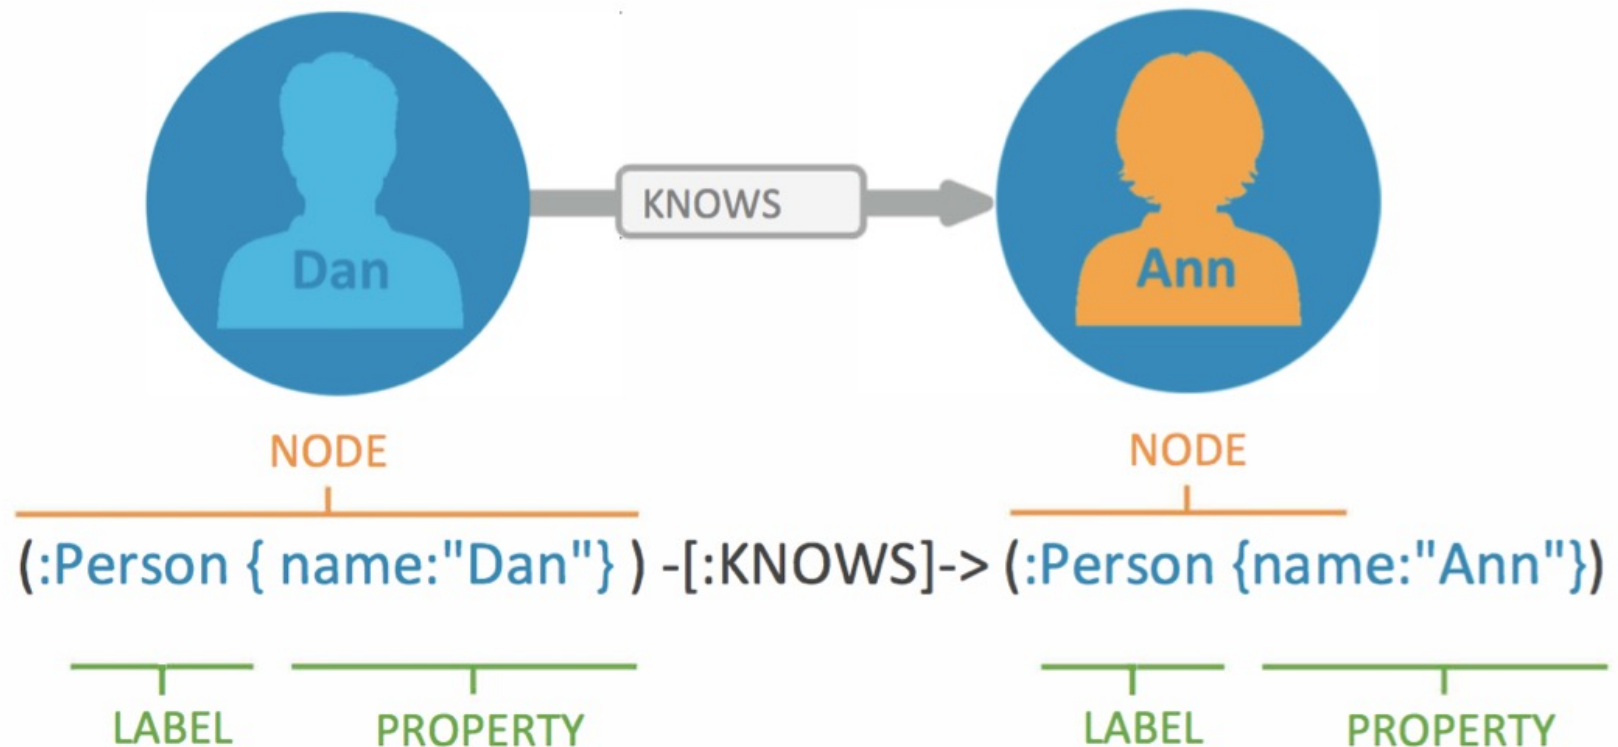 KNOWS
Dan
Ann
NODE
NODE
(:Person { name:"Dan"} ) -[:KNOWS]-> (:Person {name:"Ann"})
LABEL
PROPERTY
LABEL
PROPERTY